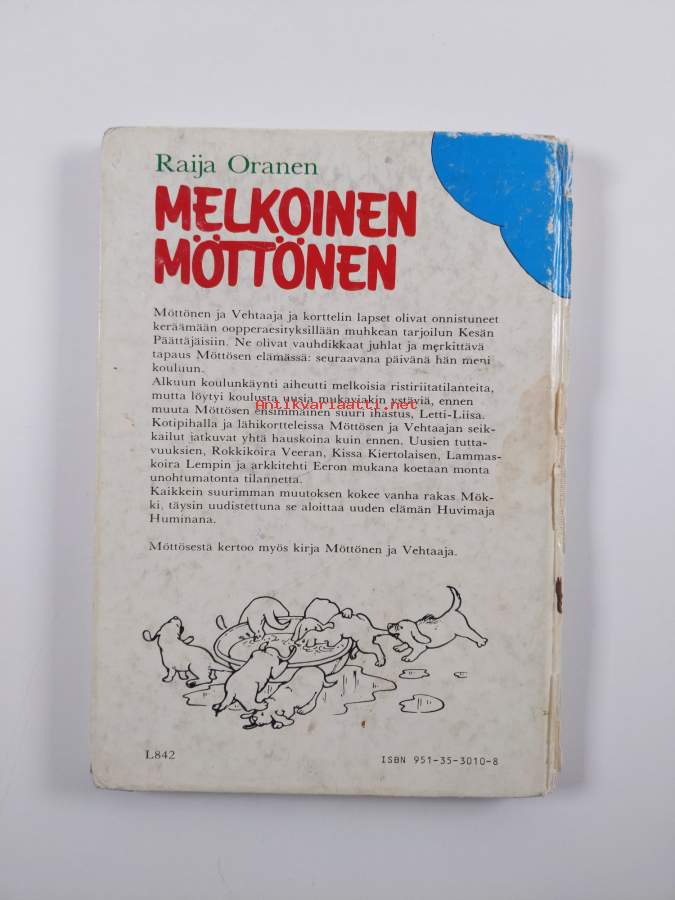 Raija Oranen
MELKOINEN
MÖTTÖNEN
Möttönen ja Vehtaaja ja korttelin lapset olivat onnistuneet
keräämään oopperaesityksillään muhkean tarjoilun Kesän
Päättäjäisiin. Ne olivat vauhdikkaat juhlat ja merkittävä
tapaus Möttösen elämässä: seuraavana päivänä hän meni
kouluun.
Alkuun koulunkäynti aiheutti melkoisia ristiriitatilanteita,
mutta löytyi koulusta uusia mukaviakin ystäviä, ennen
Antikvariaatti.net
muuta Möttösen ensimmäinen suuri ihastus, Letti-Liisa.
Kotipihalla ja lähikortteleissa Möttösen ja Vehtaajan seik-
kailut jatkuvat yhtä hauskoina kuin ennen. Uusien tutta-
vuuksien, Rokkikoira Veeran, Kissa Kiertolaisen, Lammas-
koira Lempin ja arkkitehti Eeron mukana koetaan monta
unohtumatonta tilannetta.
Kaikkein suurimman muutoksen kokee vanha rakas Mök-
ki, täysin uudistettuna se aloittaa uuden elämän Huvimaja
Huminana.
Möttösestä kertoo myös kirja Möttönen ja Vehtaaja.
L842
ISBN 951-35-3010-8